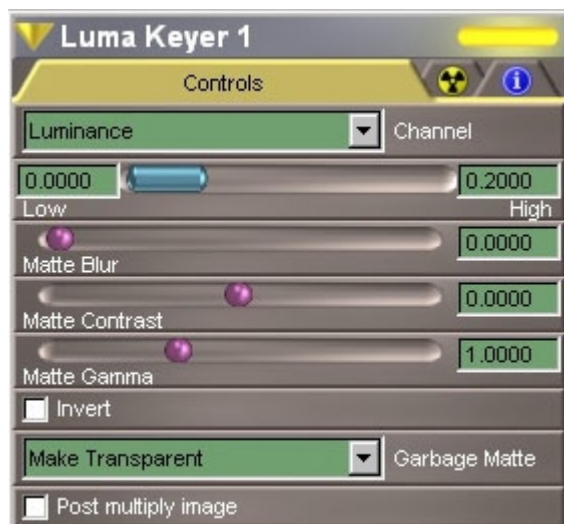 Luma Keyer 1
Controls
Luminance Channel
0.0000 0.2000
Low High
0.0000
Matte Blur
0.0000
Matte Contrast
1.0000
Matte Gamma
Invert
Make Transparent Garbage Matte
Post multiply image